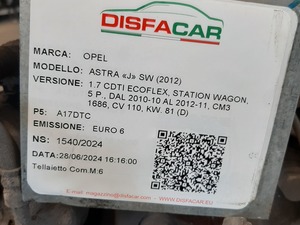 DISFACAR
MARCA: OPEL
MODELLO: ASTRA «J» SW (2012)
VERSIONE: 1.7 CDTI ECOFLEX, STATION WAGON,
5 P., DAL 2010-10 AL 2012-11, CM3
1686, CV 110, KW. 81 (D)
P5: A17DTC
EMISSIONE: EURO 6
NS: 1540/2024
DATA:28/06/2024 16:16:00
Telaietto Com.M:6
E-mail: magazzino@disfacar.com - WWW.DISFACAR.EU